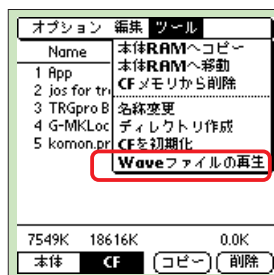 オプション 編集 ツール
Name
1 App
2 jos for tr
3 TRGpro B
4 G-MKLoc
5 komon.pr
本体RAMへコピー
本体RAMへ移動
CFメモリから削除
名称変更
ディレクトリ作成
CFを初期化
Waveファイルの再生
7549K 18616K 0.0K
本体 CF コピー 削除